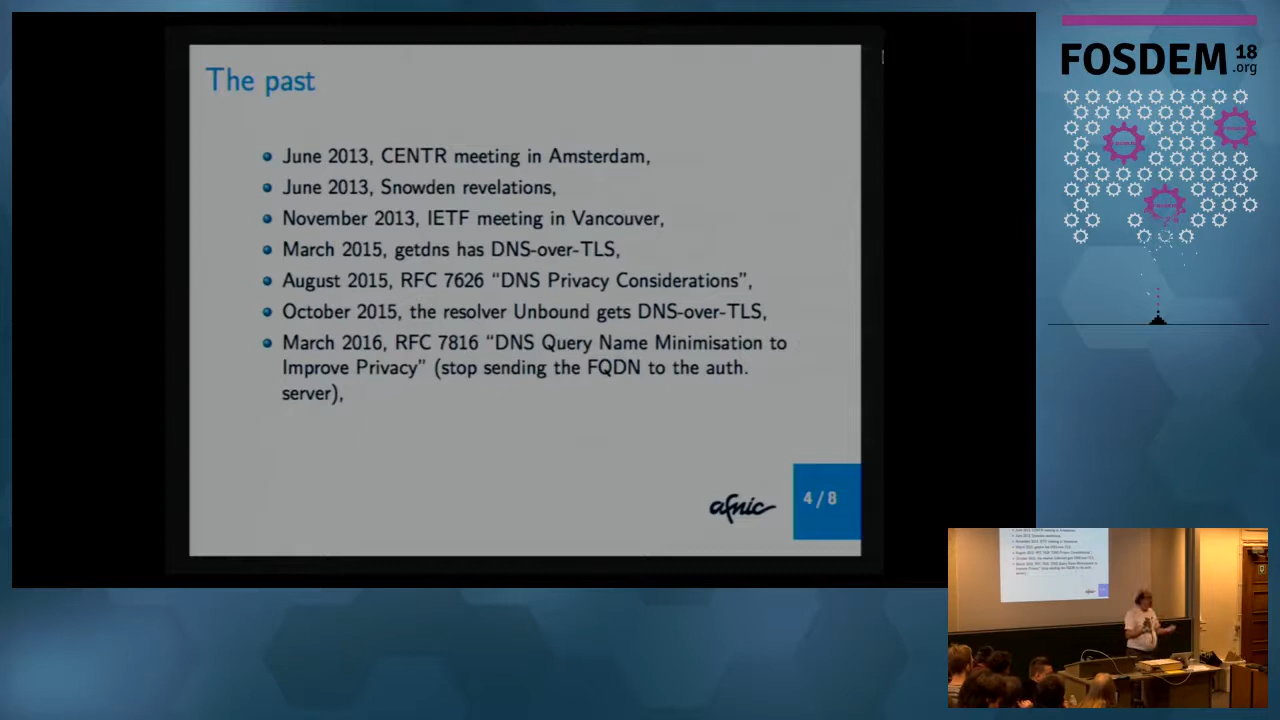 The past
June 2013, CENTR meeting in Amsterdam,
June 2013, Snowden revelations,
November 2013, IETF meeting in Vancouver,
March 2015, getdns has DNS-over-TLS,
August 2015, RFC 7626 “DNS Privacy Considerations”,
October 2015, the resolver Unbound gets DNS-over-TLS,
March 2016, RFC 7816 “DNS Query Name Minimisation to
Improve Privacy” (stop sending the FQDN to the auth.
server),
afnic
4 / 8
FOSDEM 18
.org